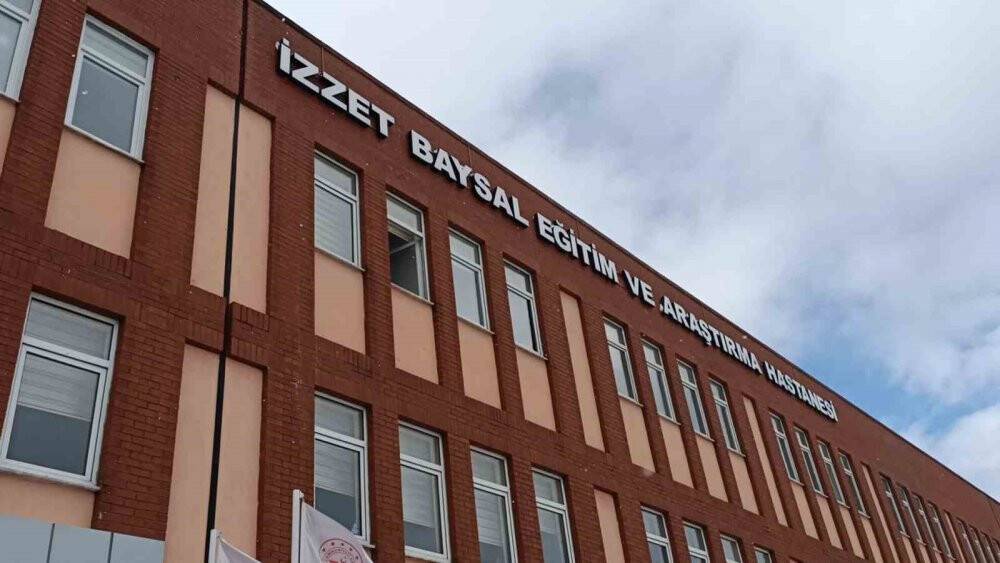 İZZET BAYSAL EĞİTİM VE ARAŞTIRMA HASTANESİ